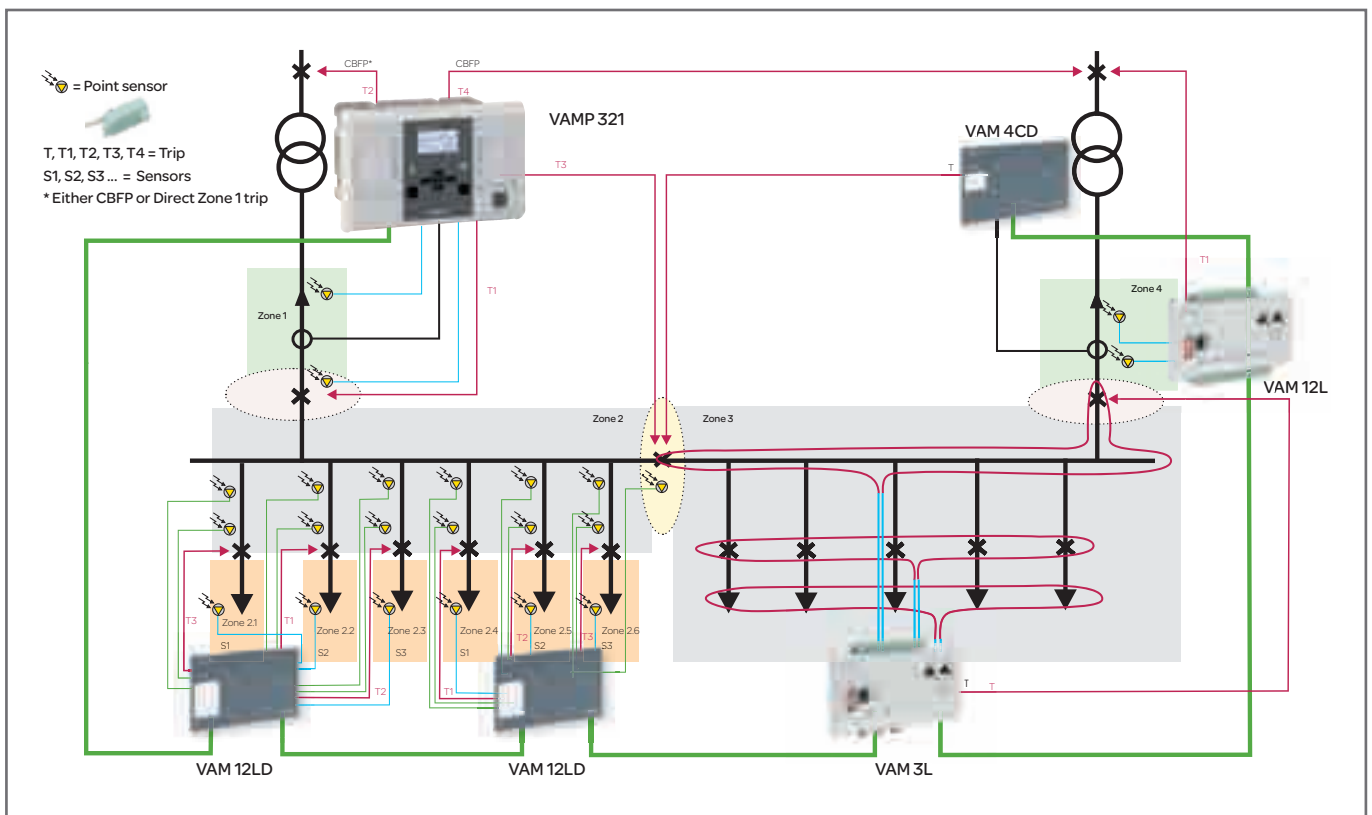 CBFP*
CBFP
= Point sensor
T2
T4
VAMP 321
VAM 4CD
T, T1, T2, T3, T4 = Trip
S1, S2, S3 ... = Sensors
* Either CBFP or Direct Zone 1 trip
T3
T
T1
Zone 1
T1
Zone 4
VAM 12L
Zone 2
Zone 3
T3
Zone 2.1
S1
T1
Zone 2.2
S2
Zone 2.3
S3
T2
Zone 2.4
S1
T1
T2
Zone 2.5
S2
T3
Zone 2.6
S3
T
T
VAM 12LD
VAM 12LD
VAM 3L